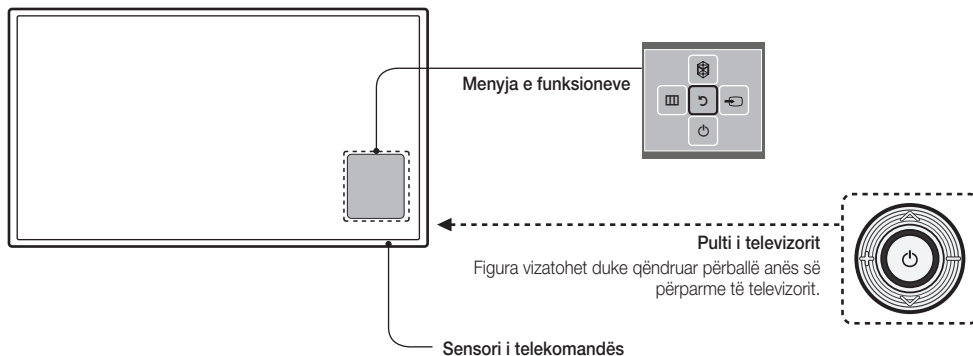 Menyja e funksioneve
Pulti i televizorit
Figura vizatohet duke qëndruar përballë anës së
përparme të televizorit.
Sensori i telekomandës